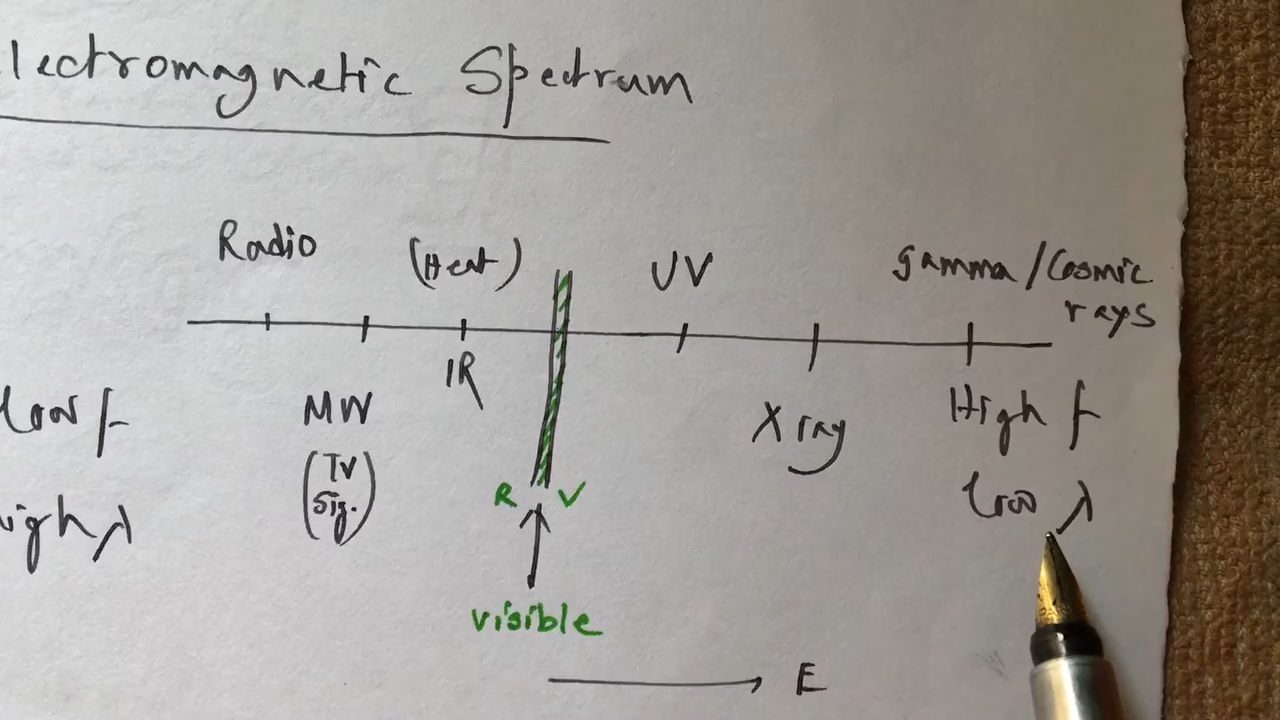 lectromagnetic Spectrum
Radio
(Heat)
UV
gamma/Cosmic
rays
IR
MW
(TV
Sig.)
X ray
Low f
igh λ
High f
Low λ
R V
visible
E